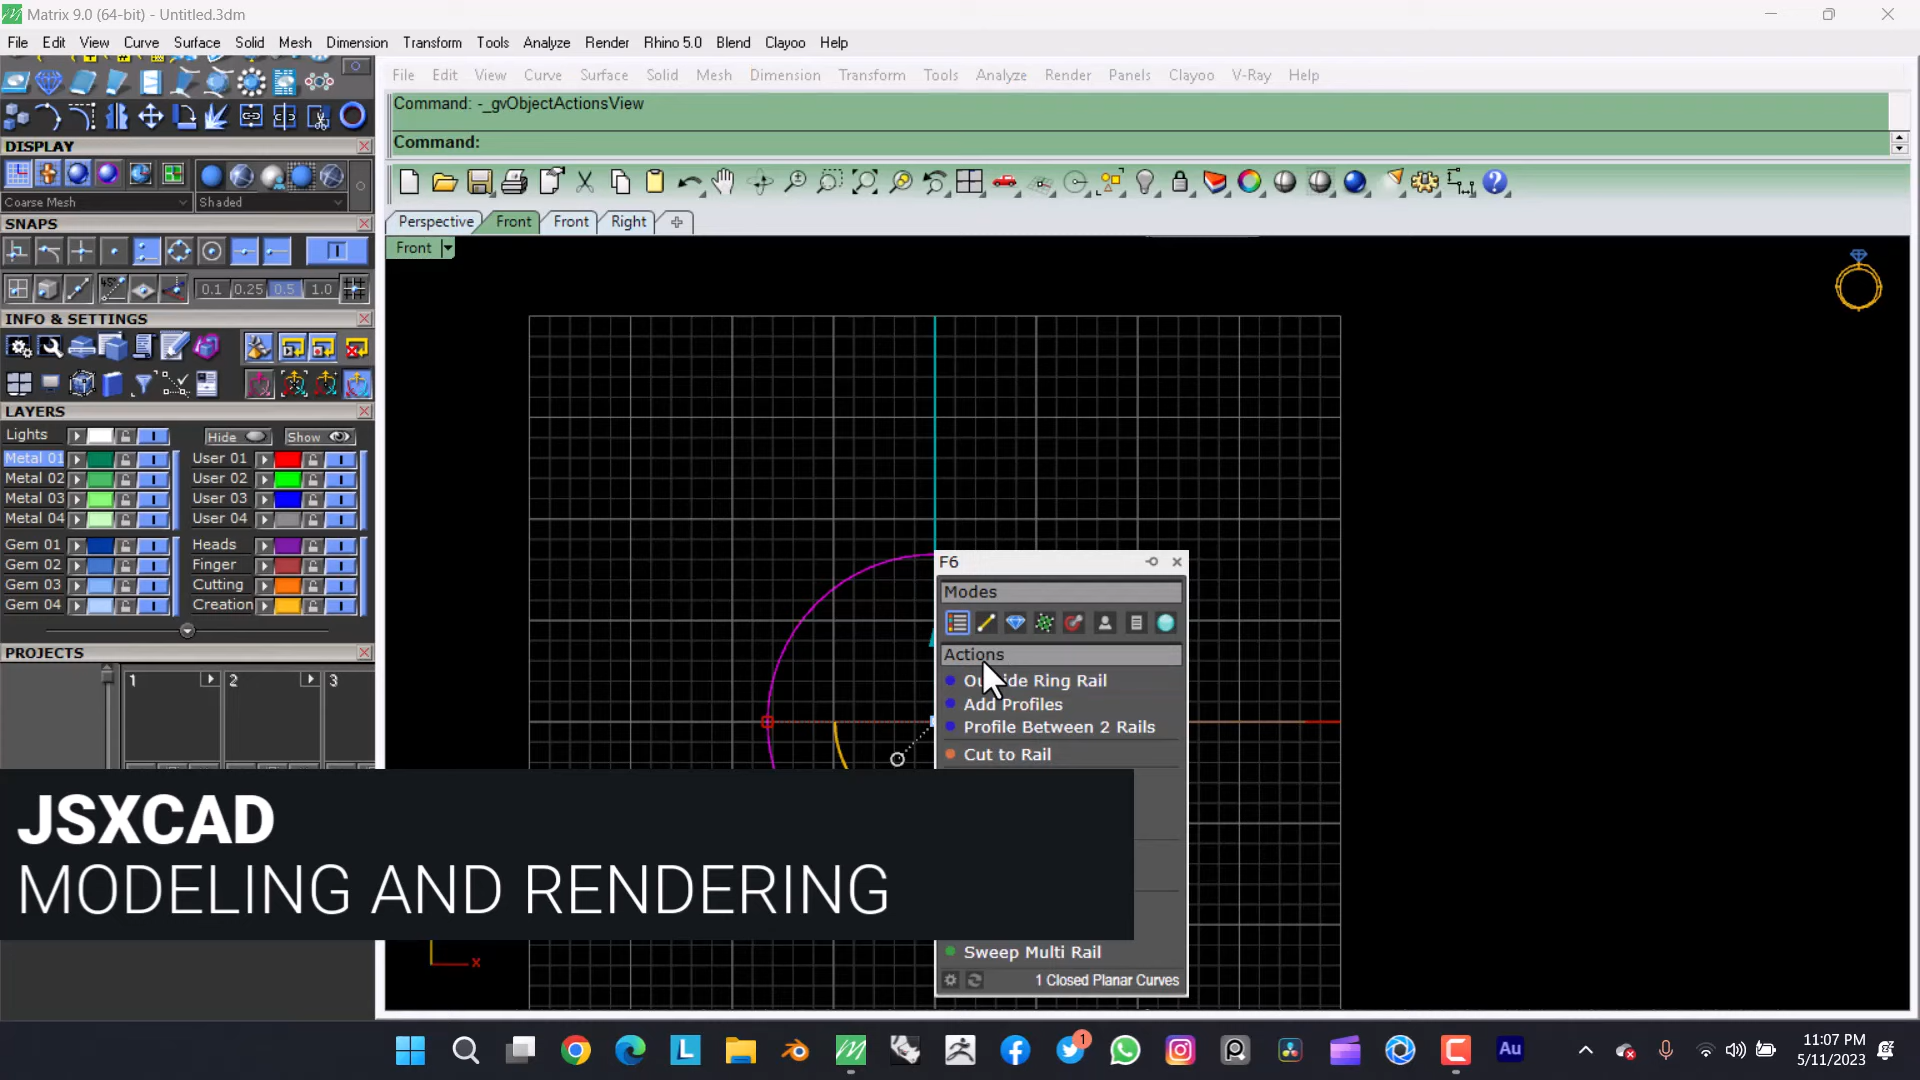 Matrix 9.0 (64-bit) - Untitled.3dm
File Edit View Curve Surface Solid Mesh Dimension Transform Tools Analyze Render Rhino 5.0 Blend Clayoo Help
File Edit View Curve Surface Solid Mesh Dimension Transform Tools Analyze Render Panels Clayoo V-Ray Help
Command: -_gvObjectActionsView
Command:
DISPLAY
Coarse Mesh Shaded
Perspective Front Front Right
Front
SNAPS
0.1 0.25 0.5 1.0
INFO & SETTINGS
LAYERS
Lights Hide Show
Metal 01 User 01
Metal 02 User 02
Metal 03 User 03
Metal 04 User 04
Gem 01 Heads
Gem 02 Finger
Gem 03 Cutting
Gem 04 Creation
PROJECTS
1 2 3
F6
Modes
Actions
Ou de Ring Rail
Add Profiles
Profile Between 2 Rails
Cut to Rail
Sweep Multi Rail
1 Closed Planar Curves
JSXCAD
MODELING AND RENDERING
x
L
Au
1
11:07 PM
5/11/2023